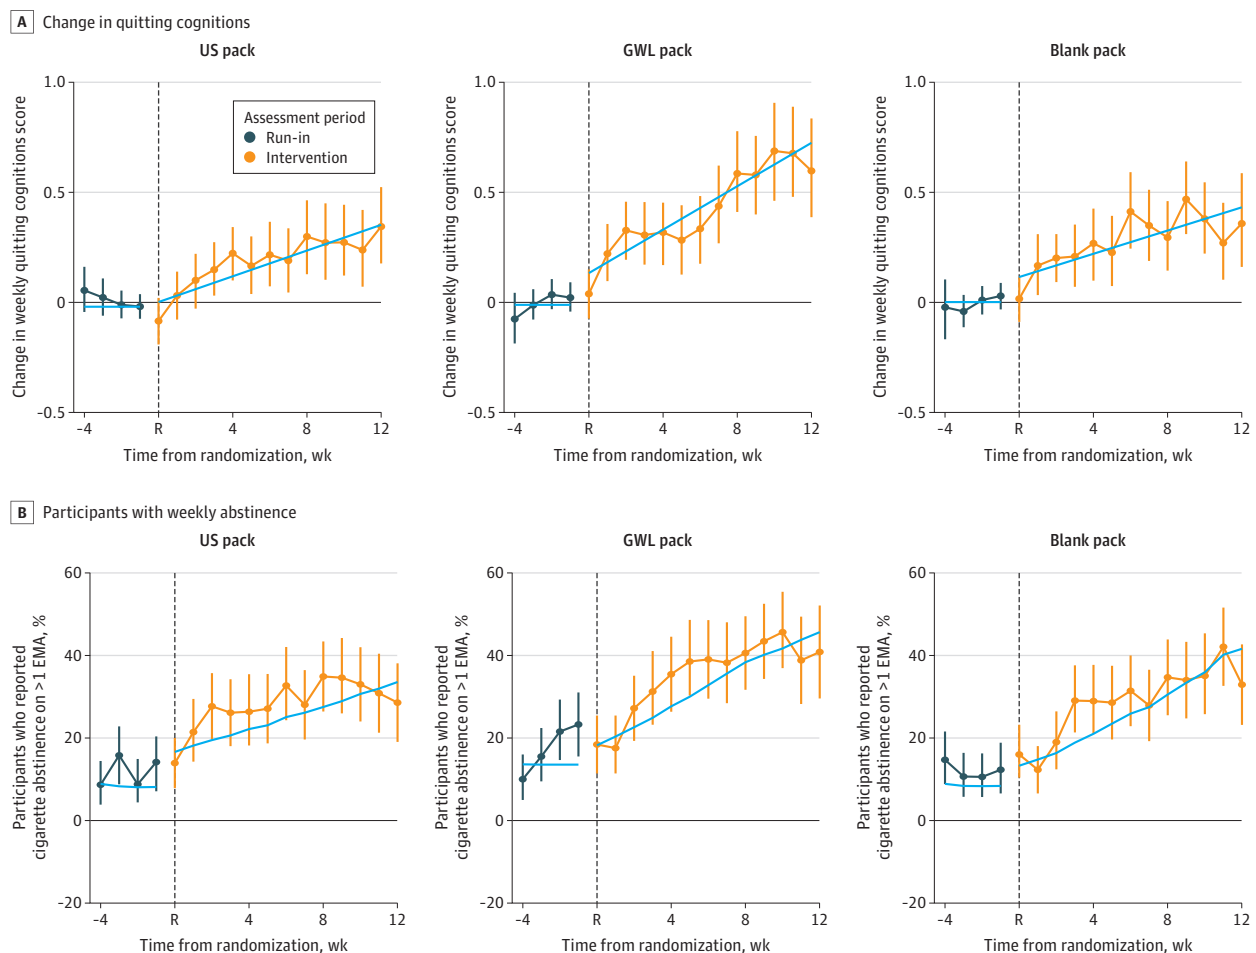 A Change in quitting cognitions
US pack
GWL pack
Blank pack
Change in weekly quitting cognitions score
1.0
0.5
0
-0.5
-4
R
4
8
12
Time from randomization, wk
Assessment period
Run-in
Intervention
Change in weekly quitting cognitions score
1.0
0.5
0
-0.5
-4
R
4
8
12
Time from randomization, wk
Change in weekly quitting cognitions score
1.0
0.5
0
-0.5
-4
R
4
8
12
Time from randomization, wk
B Participants with weekly abstinence
US pack
GWL pack
Blank pack
Participants who reported
cigarette abstinence on >1 EMA, %
60
40
20
0
-20
-4
R
4
8
12
Time from randomization, wk
Participants who reported
cigarette abstinence on >1 EMA, %
60
40
20
0
-20
-4
R
4
8
12
Time from randomization, wk
Participants who reported
cigarette abstinence on >1 EMA, %
60
40
20
0
-20
-4
R
4
8
12
Time from randomization, wk